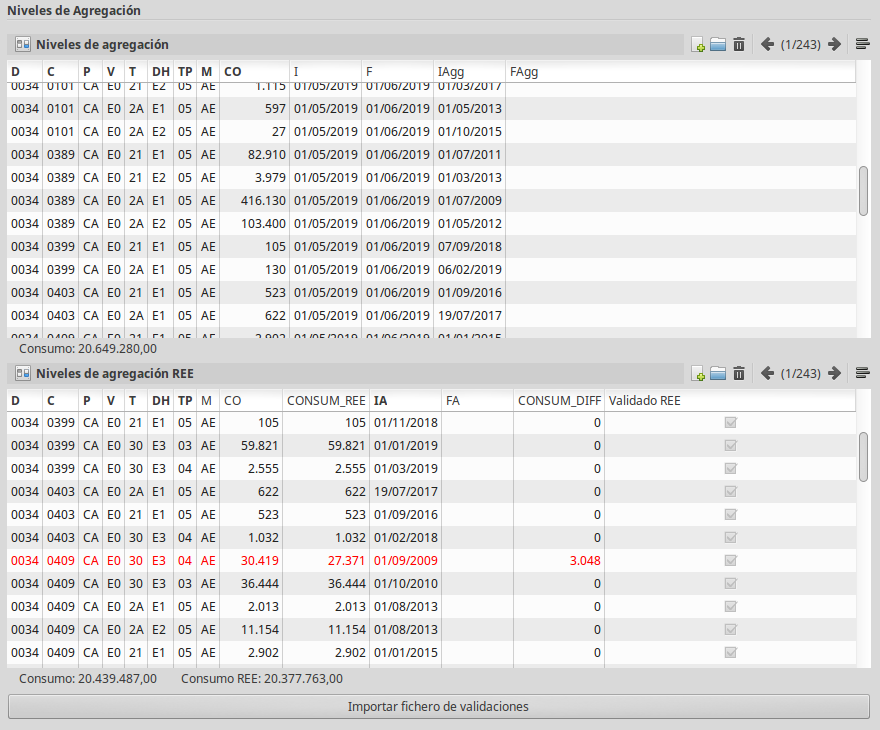 Niveles de Agregación
Niveles de agregación (1/243)
D C P V T DH TP M CO I F IAgg FAgg
0034 0101 CA E0 21 E2 05 AE 1.115 01/05/2019 01/06/2019 01/03/2017
0034 0101 CA E0 2A E1 05 AE 597 01/05/2019 01/06/2019 01/05/2013
0034 0101 CA E0 2A E2 05 AE 27 01/05/2019 01/06/2019 01/10/2015
0034 0389 CA E0 21 E1 05 AE 82.910 01/05/2019 01/06/2019 01/07/2011
0034 0389 CA E0 21 E2 05 AE 3.979 01/05/2019 01/06/2019 01/03/2013
0034 0389 CA E0 2A E1 05 AE 416.130 01/05/2019 01/06/2019 01/07/2009
0034 0389 CA E0 2A E2 05 AE 103.400 01/05/2019 01/06/2019 01/05/2012
0034 0399 CA E0 21 E1 05 AE 105 01/05/2019 01/06/2019 07/09/2018
0034 0399 CA E0 2A E1 05 AE 130 01/05/2019 01/06/2019 06/02/2019
0034 0403 CA E0 21 E1 05 AE 523 01/05/2019 01/06/2019 01/09/2016
0034 0403 CA E0 2A E1 05 AE 622 01/05/2019 01/06/2019 19/07/2017
0034 0409 CA E0 21 E1 05 AE 2.902 01/05/2019 01/06/2019 01/01/2015
Consumo: 20.649.280,00
Niveles de agregación REE (1/243)
D C P V T DH TP M CO CONSUM_REE IA FA CONSUM_DIFF Validado REE
0034 0399 CA E0 21 E1 05 AE 105 105 01/11/2018 0
0034 0399 CA E0 30 E3 03 AE 59.821 59.821 01/01/2019 0
0034 0399 CA E0 30 E3 04 AE 2.555 2.555 01/03/2019 0
0034 0403 CA E0 2A E1 05 AE 622 622 19/07/2017 0
0034 0403 CA E0 21 E1 05 AE 523 523 01/09/2016 0
0034 0403 CA E0 30 E3 04 AE 1.032 1.032 01/02/2018 0
0034 0409 CA E0 30 E3 04 AE 30.419 27.371 01/09/2009 3.048
0034 0409 CA E0 30 E3 03 AE 36.444 36.444 01/10/2010 0
0034 0409 CA E0 2A E1 05 AE 2.013 2.013 01/08/2013 0
0034 0409 CA E0 2A E2 05 AE 11.154 11.154 01/08/2013 0
0034 0409 CA E0 21 E1 05 AE 2.902 2.902 01/01/2015 0
Consumo: 20.439.487,00 Consumo REE: 20.377.763,00
Importar fichero de validaciones